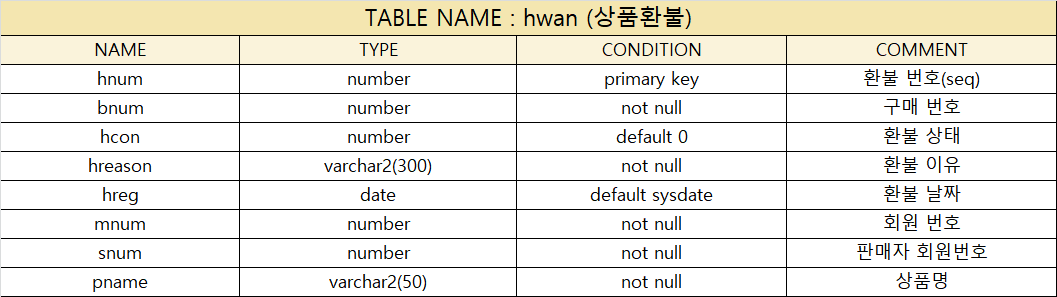 TABLE NAME : hwan (상품환불)
NAME TYPE CONDITION COMMENT
hnum number primary key 환불 번호(seq)
bnum number not null 구매 번호
hcon number default 0 환불 상태
hreason varchar2(300) not null 환불 이유
hreg date default sysdate 환불 날짜
mnum number not null 회원 번호
snum number not null 판매자 회원번호
pname varchar2(50) not null 상품명